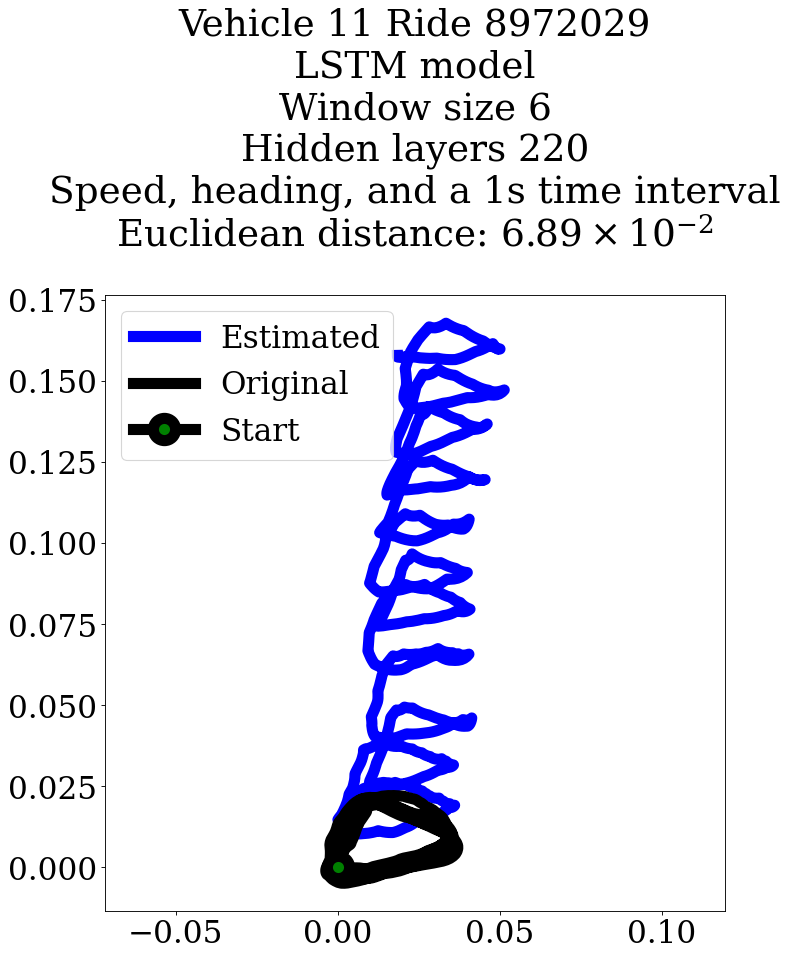 Vehicle 11 Ride 8972029
LSTM model
Window size 6
Hidden layers 220
Speed, heading, and a 1s time interval
Euclidean distance: 6.89 × 10⁻²
0.175
0.150
0.125
0.100
0.075
0.050
0.025
0.000
Estimated
Original
Start
−0.05 0.00 0.05 0.10